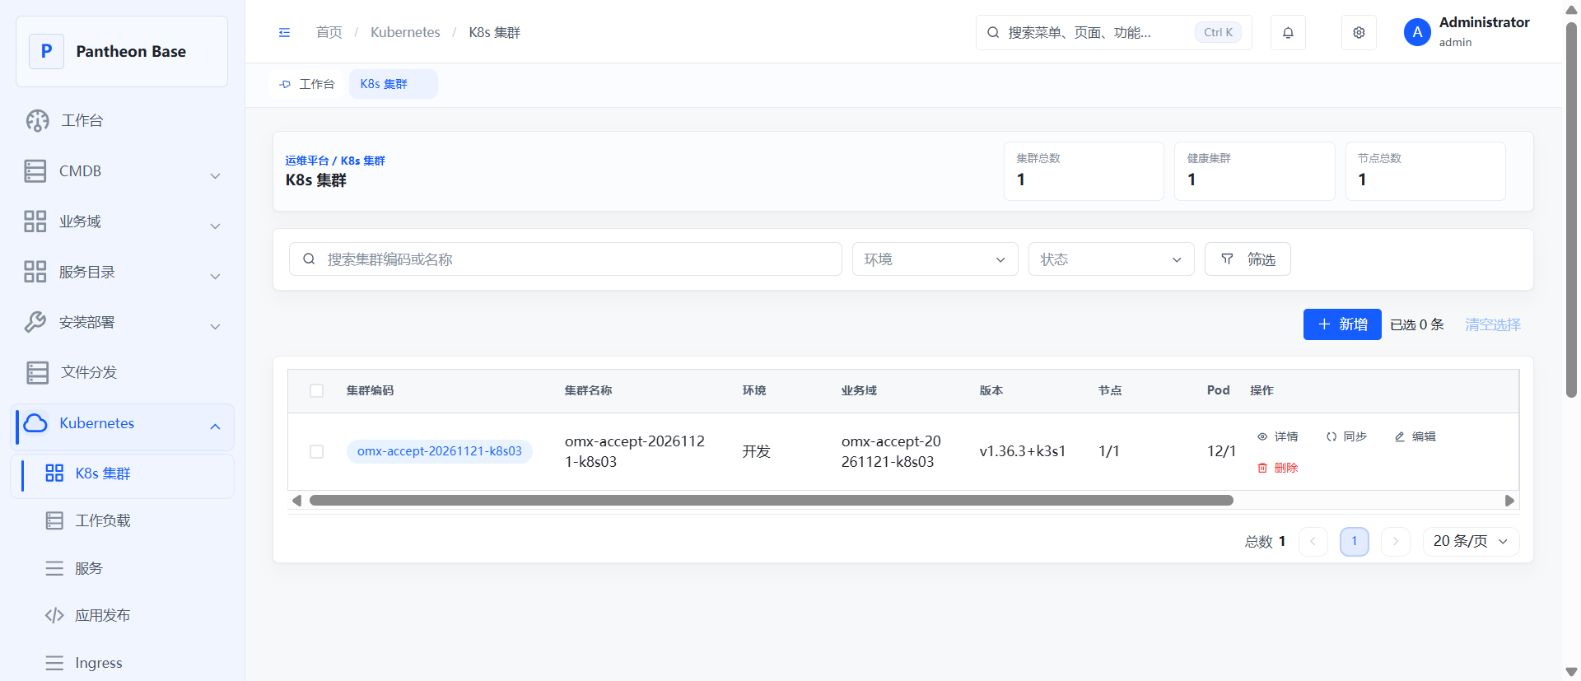 P Pantheon Base
工作台
CMDB
业务域
服务目录
安装部署
文件分发
Kubernetes
K8s 集群
工作负载
服务
应用发布
Ingress
首页 / Kubernetes / K8s 集群
搜索菜单、页面、功能... Ctrl K
A Administrator
admin
工作台 K8s 集群
运维平台 / K8s 集群
K8s 集群
集群总数
1
健康集群
1
节点总数
1
搜索集群编码或名称 环境 状态 筛选
新增 已选 0 条 清空选择
集群编码 集群名称 环境 业务域 版本 节点 Pod 操作
omx-accept-20261121-k8s03 omx-accept-2026112 开发 omx-accept-20 v1.36.3+k3s1 1/1 12/1 详情 同步 编辑
1-k8s03 261121-k8s03 删除
总数 1 1 20 条/页